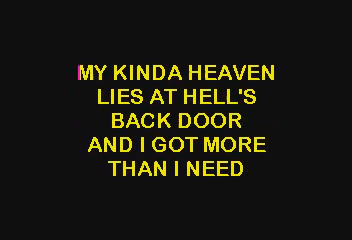 MY KINDA HEAVEN
LIES AT HELL'S
BACK DOOR
AND I GOT MORE
THAN I NEED